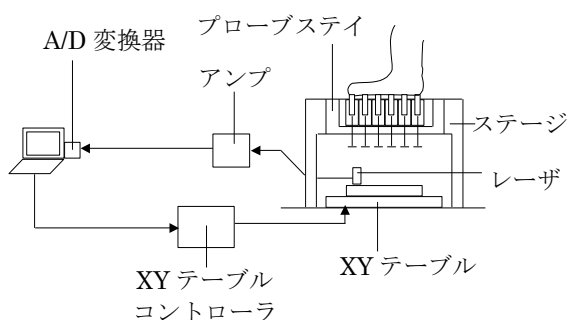 プローブステイ
A/D 変換器
アンプ
ステージ
レーザ
XY テーブル
コントローラ
XY テーブル